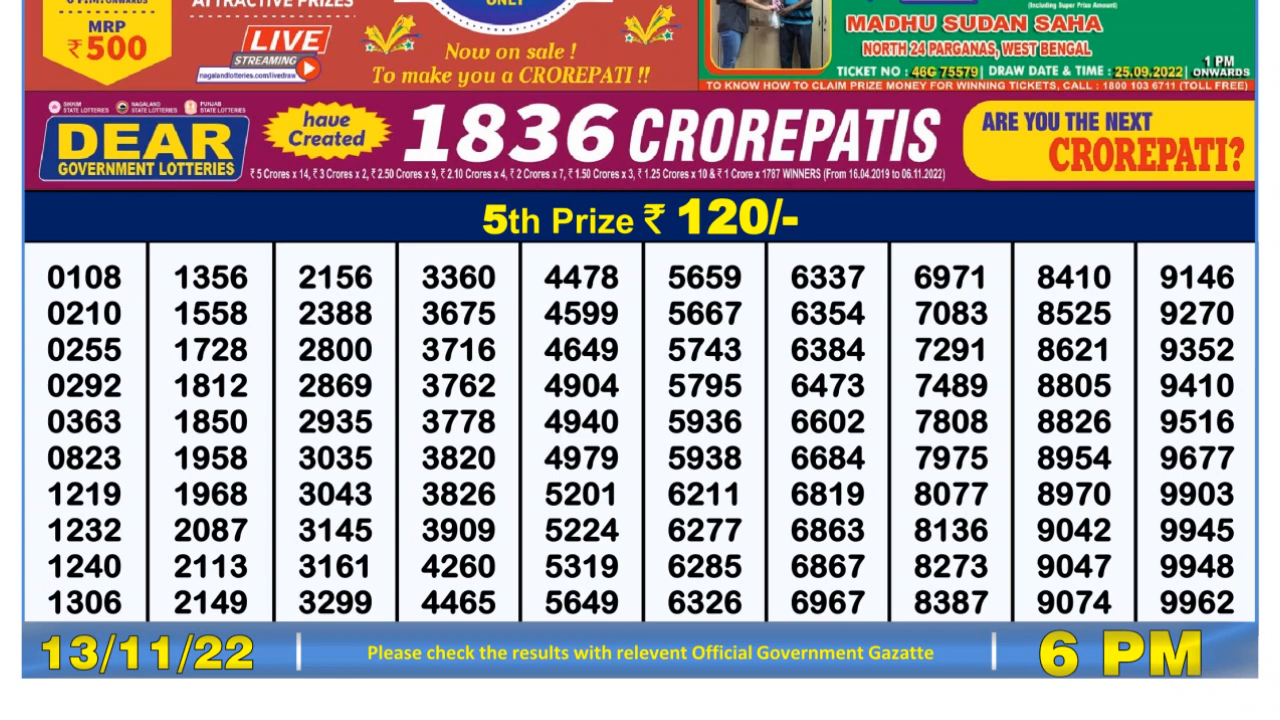 6 P.M. ONWARDS
MRP
₹500
ATTRACTIVE PRIZES
LIVE
STREAMING
nagalandlotteries.com/livedraw
ONLY
Now on sale !
To make you a CROREPATI !!
(Including Super Prize Amount)
MADHU SUDAN SAHA
NORTH 24 PARGANAS, WEST BENGAL
TICKET NO : 46G 75579| DRAW DATE & TIME : 25.09.2022| 1 PM ONWARDS
TO KNOW HOW TO CLAIM PRIZE MONEY FOR WINNING TICKETS, CALL : 1800 103 6711 (TOLL FREE)
SIKKIM STATE LOTTERIES NAGALAND STATE LOTTERIES PUNJAB STATE LOTTERIES
DEAR
GOVERNMENT LOTTERIES
have
Created
1836 CROREPATIS
₹ 5 Crores x 14, ₹ 3 Crores x 2, ₹ 2.50 Crores x 9, ₹ 2.10 Crores x 4, ₹ 2 Crores x 7, ₹ 1.50 Crores x 3, ₹ 1.25 Crores x 10 & ₹ 1 Crore x 1787 WINNERS (From 16.04.2019 to 06.11.2022)
ARE YOU THE NEXT
CROREPATI?
5th Prize ₹ 120/-
0108 1356 2156 3360 4478 5659 6337 6971 8410 9146
0210 1558 2388 3675 4599 5667 6354 7083 8525 9270
0255 1728 2800 3716 4649 5743 6384 7291 8621 9352
0292 1812 2869 3762 4904 5795 6473 7489 8805 9410
0363 1850 2935 3778 4940 5936 6602 7808 8826 9516
0823 1958 3035 3820 4979 5938 6684 7975 8954 9677
1219 1968 3043 3826 5201 6211 6819 8077 8970 9903
1232 2087 3145 3909 5224 6277 6863 8136 9042 9945
1240 2113 3161 4260 5319 6285 6867 8273 9047 9948
1306 2149 3299 4465 5649 6326 6967 8387 9074 9962
13/11/22 | Please check the results with relevent Official Government Gazatte | 6 PM